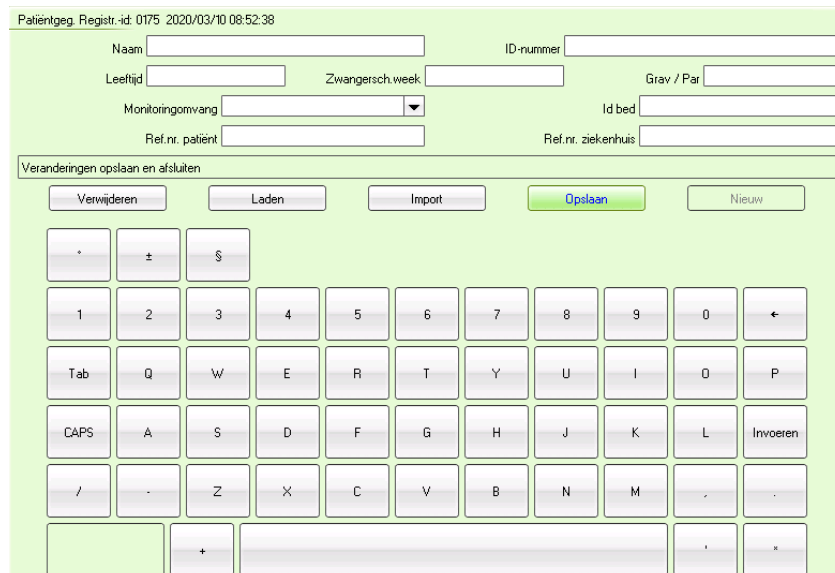 Patiëntgeg. Registr.-id: 0175 2020/03/10 08:52:38
Naam ID-nummer
Leeftijd Zwangersch.week Grav / Par
Monitoringomvang Id bed
Ref.nr. patiënt Ref.nr. ziekenhuis
Veranderingen opslaan en afsluiten
Verwijderen Laden Import Opslaan Nieuw
° ± §
1 2 3 4 5 6 7 8 9 0 ←
Tab Q W E R T Y U I O P
CAPS A S D F G H J K L Invoeren
/ - Z X C V B N M , .
+ ' *